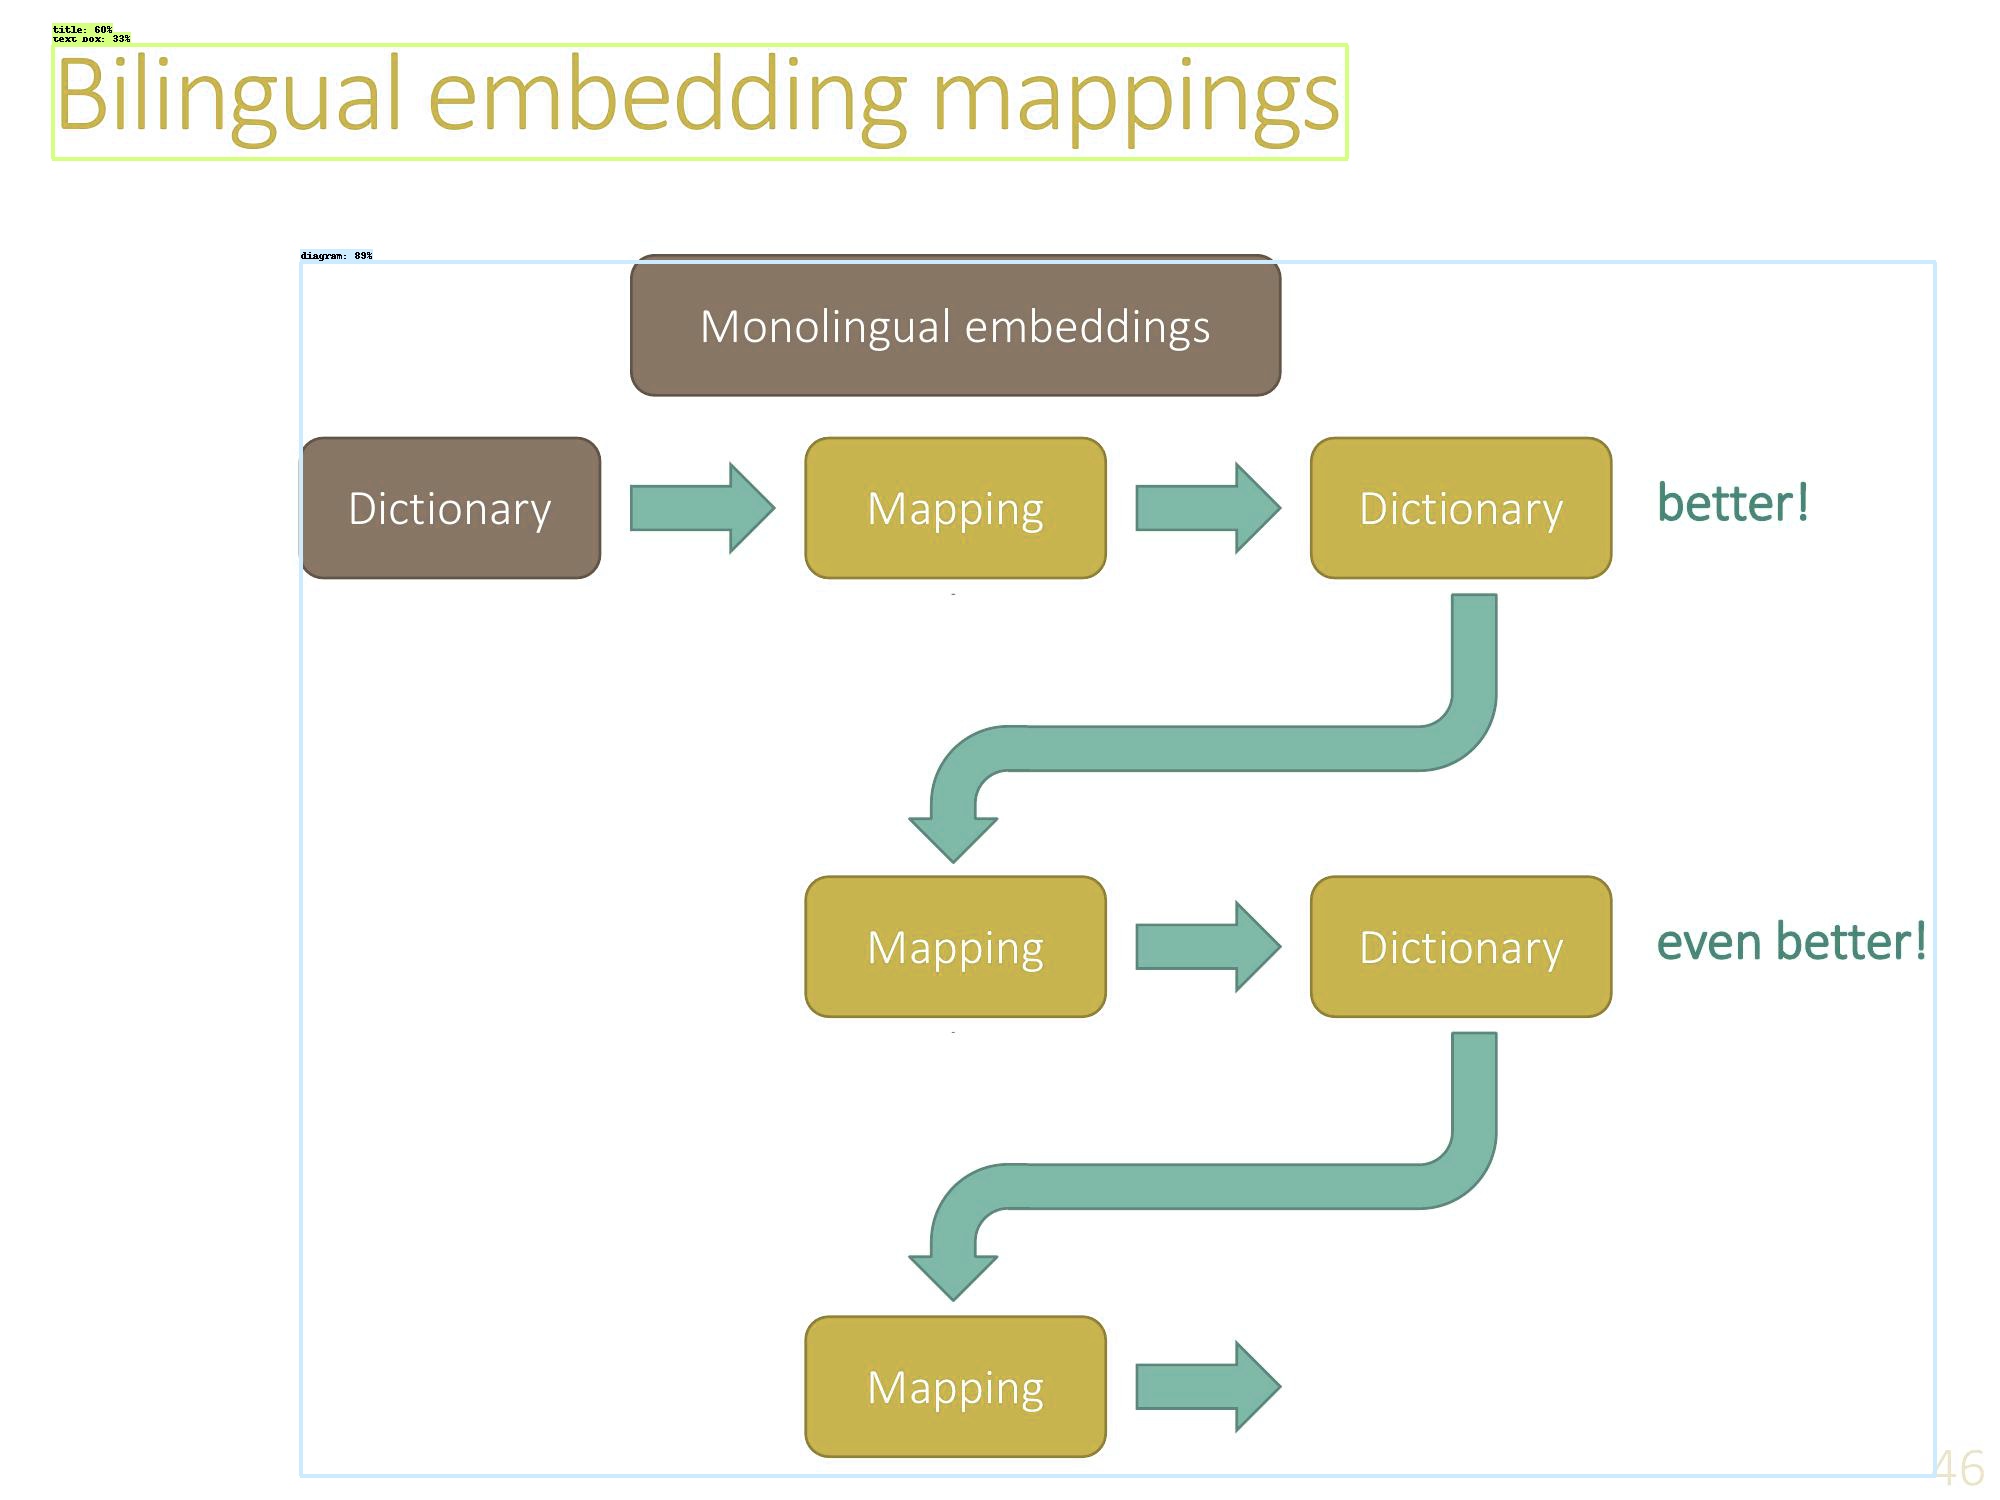 title: 60%
text box: 33%
Bilingual embedding mappings
diagram: 89%
Monolingual embeddings
Dictionary
Mapping
Dictionary
better!
Mapping
Dictionary
even better!
Mapping
46